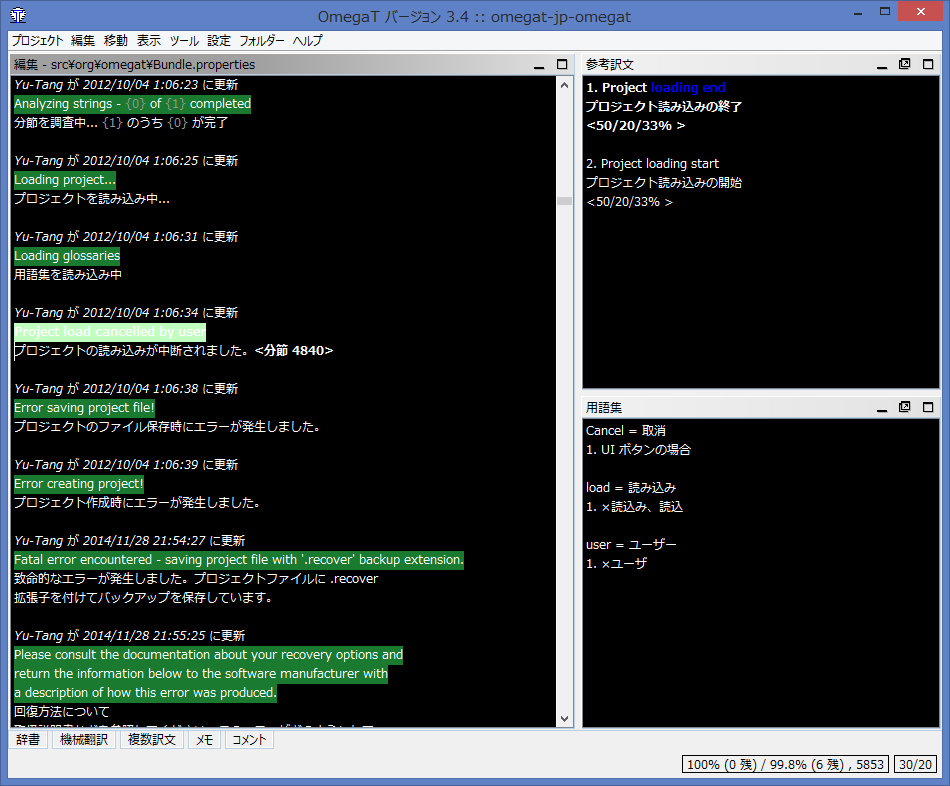 OmegaT バージョン 3.4 :: omegat-jp-omegat
プロジェクト 編集 移動 表示 ツール 設定 フォルダー ヘルプ
編集 - src¥org¥omegat¥Bundle.properties
Yu-Tang が 2012/10/04 1:06:23 に更新
Analyzing strings - {0} of {1} completed
分節を調査中... {1} のうち {0} が完了
Yu-Tang が 2012/10/04 1:06:25 に更新
Loading project...
プロジェクトを読み込み中...
Yu-Tang が 2012/10/04 1:06:31 に更新
Loading glossaries
用語集を読み込み中
Yu-Tang が 2012/10/04 1:06:34 に更新
Project load cancelled by user
プロジェクトの読み込みが中断されました。<分節 4840>
Yu-Tang が 2012/10/04 1:06:38 に更新
Error saving project file!
プロジェクトのファイル保存時にエラーが発生しました。
Yu-Tang が 2012/10/04 1:06:39 に更新
Error creating project!
プロジェクト作成時にエラーが発生しました。
Yu-Tang が 2014/11/28 21:54:27 に更新
Fatal error encountered - saving project file with '.recover' backup extension.
致命的なエラーが発生しました。プロジェクトファイルに .recover
拡張子を付けてバックアップを保存しています。
Yu-Tang が 2014/11/28 21:55:25 に更新
Please consult the documentation about your recovery options and
return the information below to the software manufacturer with
a description of how this error was produced.
回復方法について
参考訳文
1. Project loading end
プロジェクト読み込みの終了
<50/20/33% >
2. Project loading start
プロジェクト読み込みの開始
<50/20/33% >
用語集
Cancel = 取消
1. UI ボタンの場合
load = 読み込み
1. ×読込み、読込
user = ユーザー
1. ×ユーザ
辞書 機械翻訳 複数訳文 メモ コメント
100% (0 残) / 99.8% (6 残) , 5853 30/20